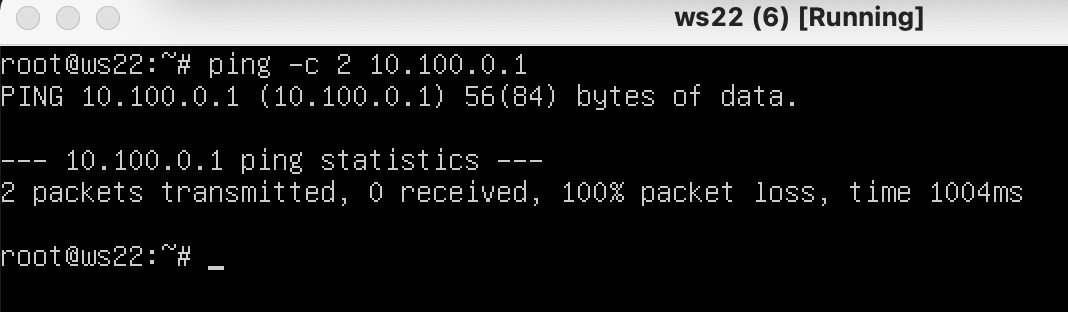 ws22 (6) [Running]
root@ws22:~# ping -c 2 10.100.0.1
PING 10.100.0.1 (10.100.0.1) 56(84) bytes of data.
--- 10.100.0.1 ping statistics ---
2 packets transmitted, 0 received, 100% packet loss, time 1004ms
root@ws22:~# _